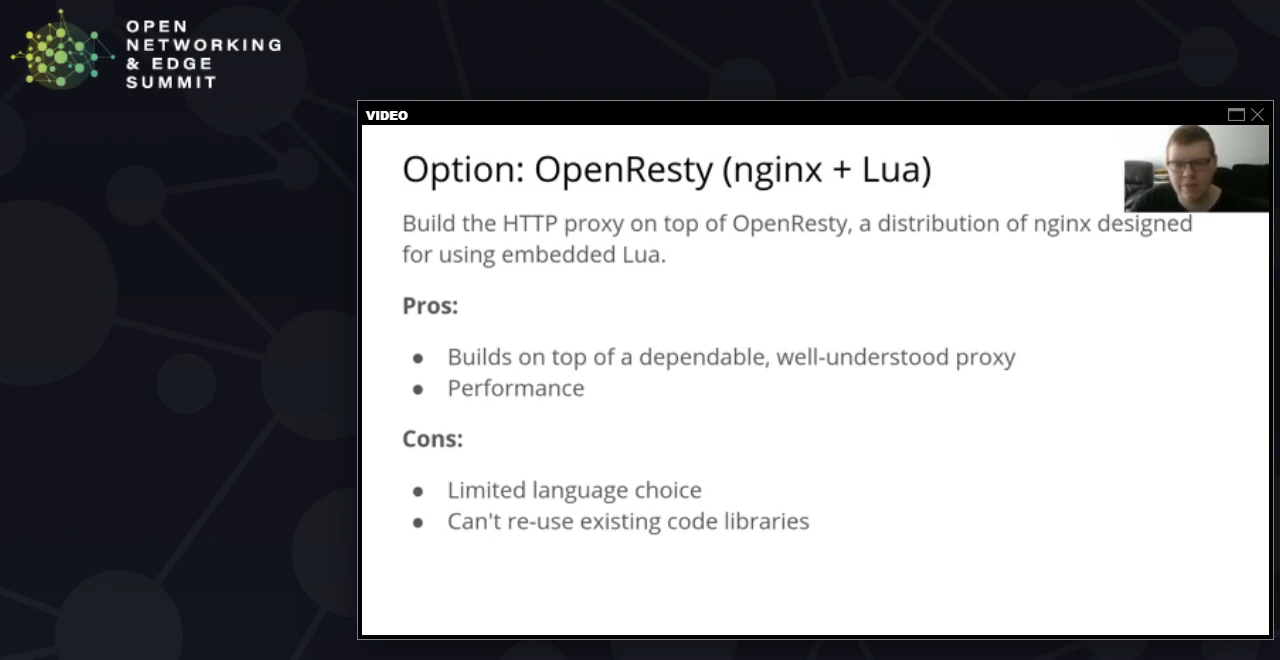 OPEN
NETWORKING
& EDGE
SUMMIT
VIDEO
Option: OpenResty (nginx + Lua)
Build the HTTP proxy on top of OpenResty, a distribution of nginx designed
for using embedded Lua.
Pros:
● Builds on top of a dependable, well-understood proxy
● Performance
Cons:
● Limited language choice
● Can't re-use existing code libraries